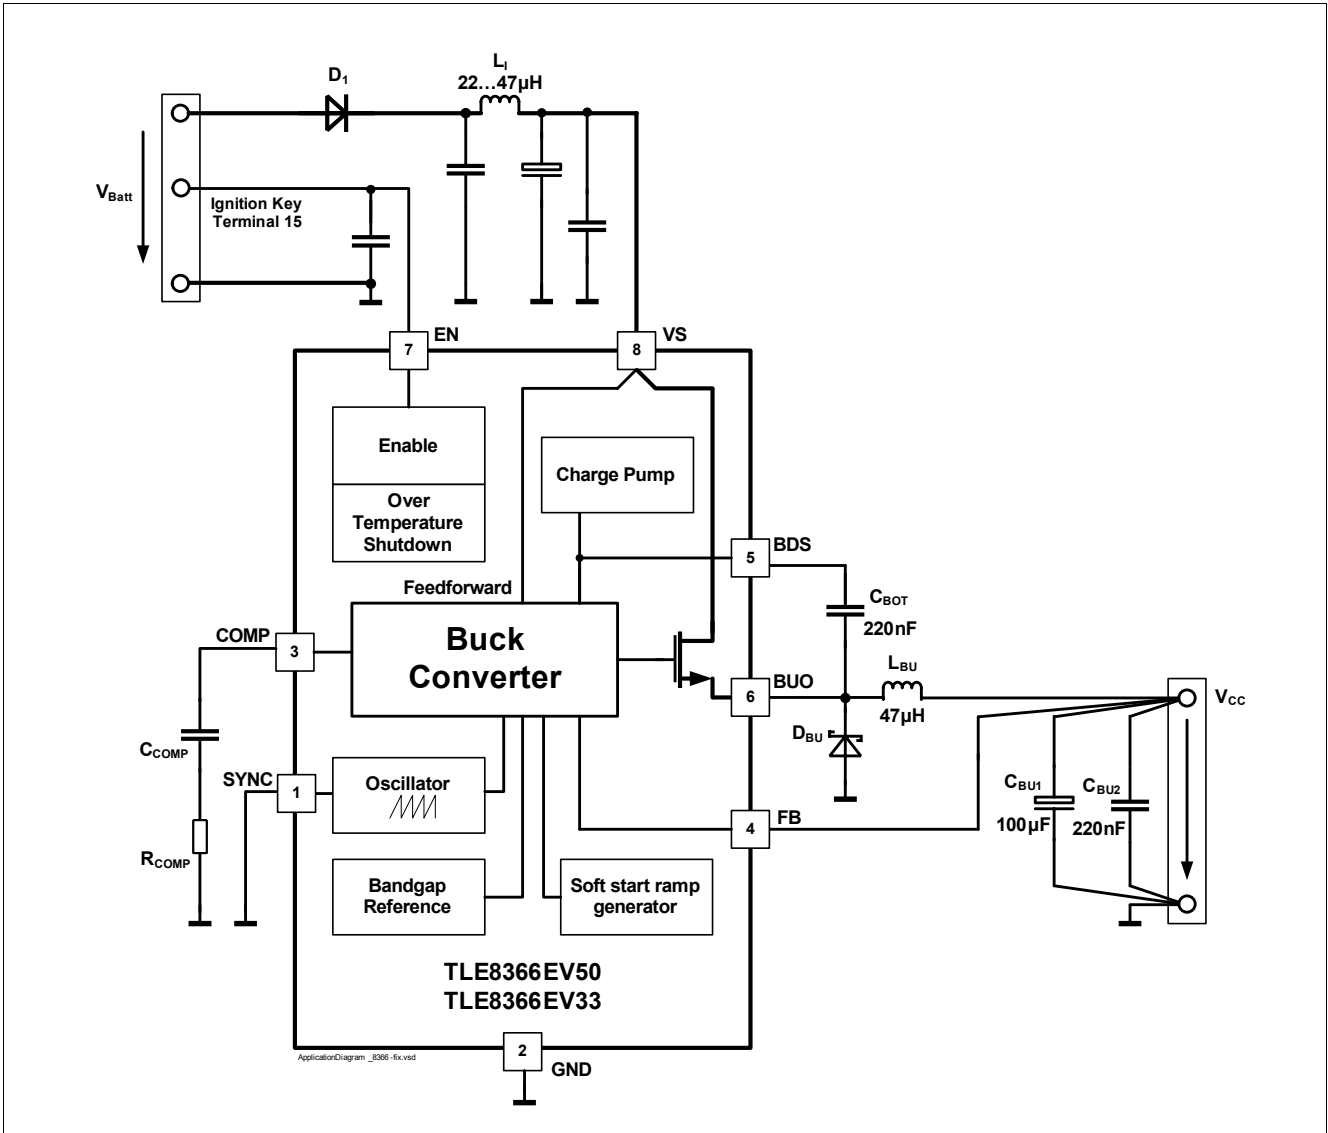 D1
LI
22...47µH
VBatt
Ignition Key
Terminal 15
EN
VS
7
8
Enable
Over
Temperature
Shutdown
Charge Pump
BDS
5
CBOT
220nF
Feedforward
Buck
Converter
COMP
3
CCOMP
RCOMP
LBU
47µH
BUO
6
DBU
VCC
SYNC
1
Oscillator
CBU1
100µF
CBU2
220nF
FB
4
Bandgap
Reference
Soft start ramp
generator
TLE8366EV50
TLE8366EV33
ApplicationDiagram _8366-fix.vsd
2
GND